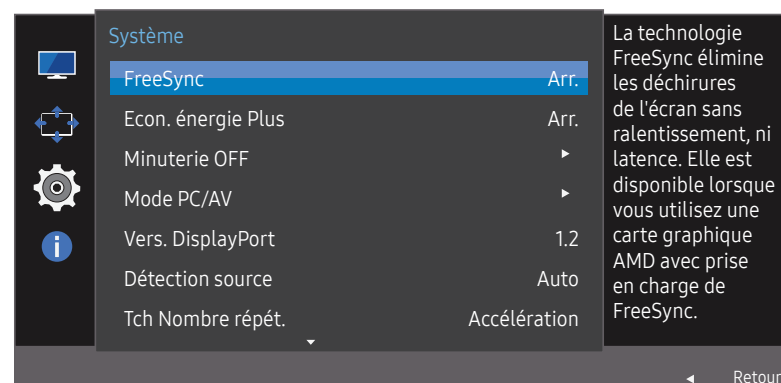 Système
FreeSync Arr.
Econ. énergie Plus Arr.
Minuterie OFF
Mode PC/AV
Vers. DisplayPort 1.2
Détection source Auto
Tch Nombre répét. Accélération
La technologie
FreeSync élimine
les déchirures
de l'écran sans
ralentissement, ni
latence. Elle est
disponible lorsque
vous utilisez une
carte graphique
AMD avec prise
en charge de
FreeSync.
Retour